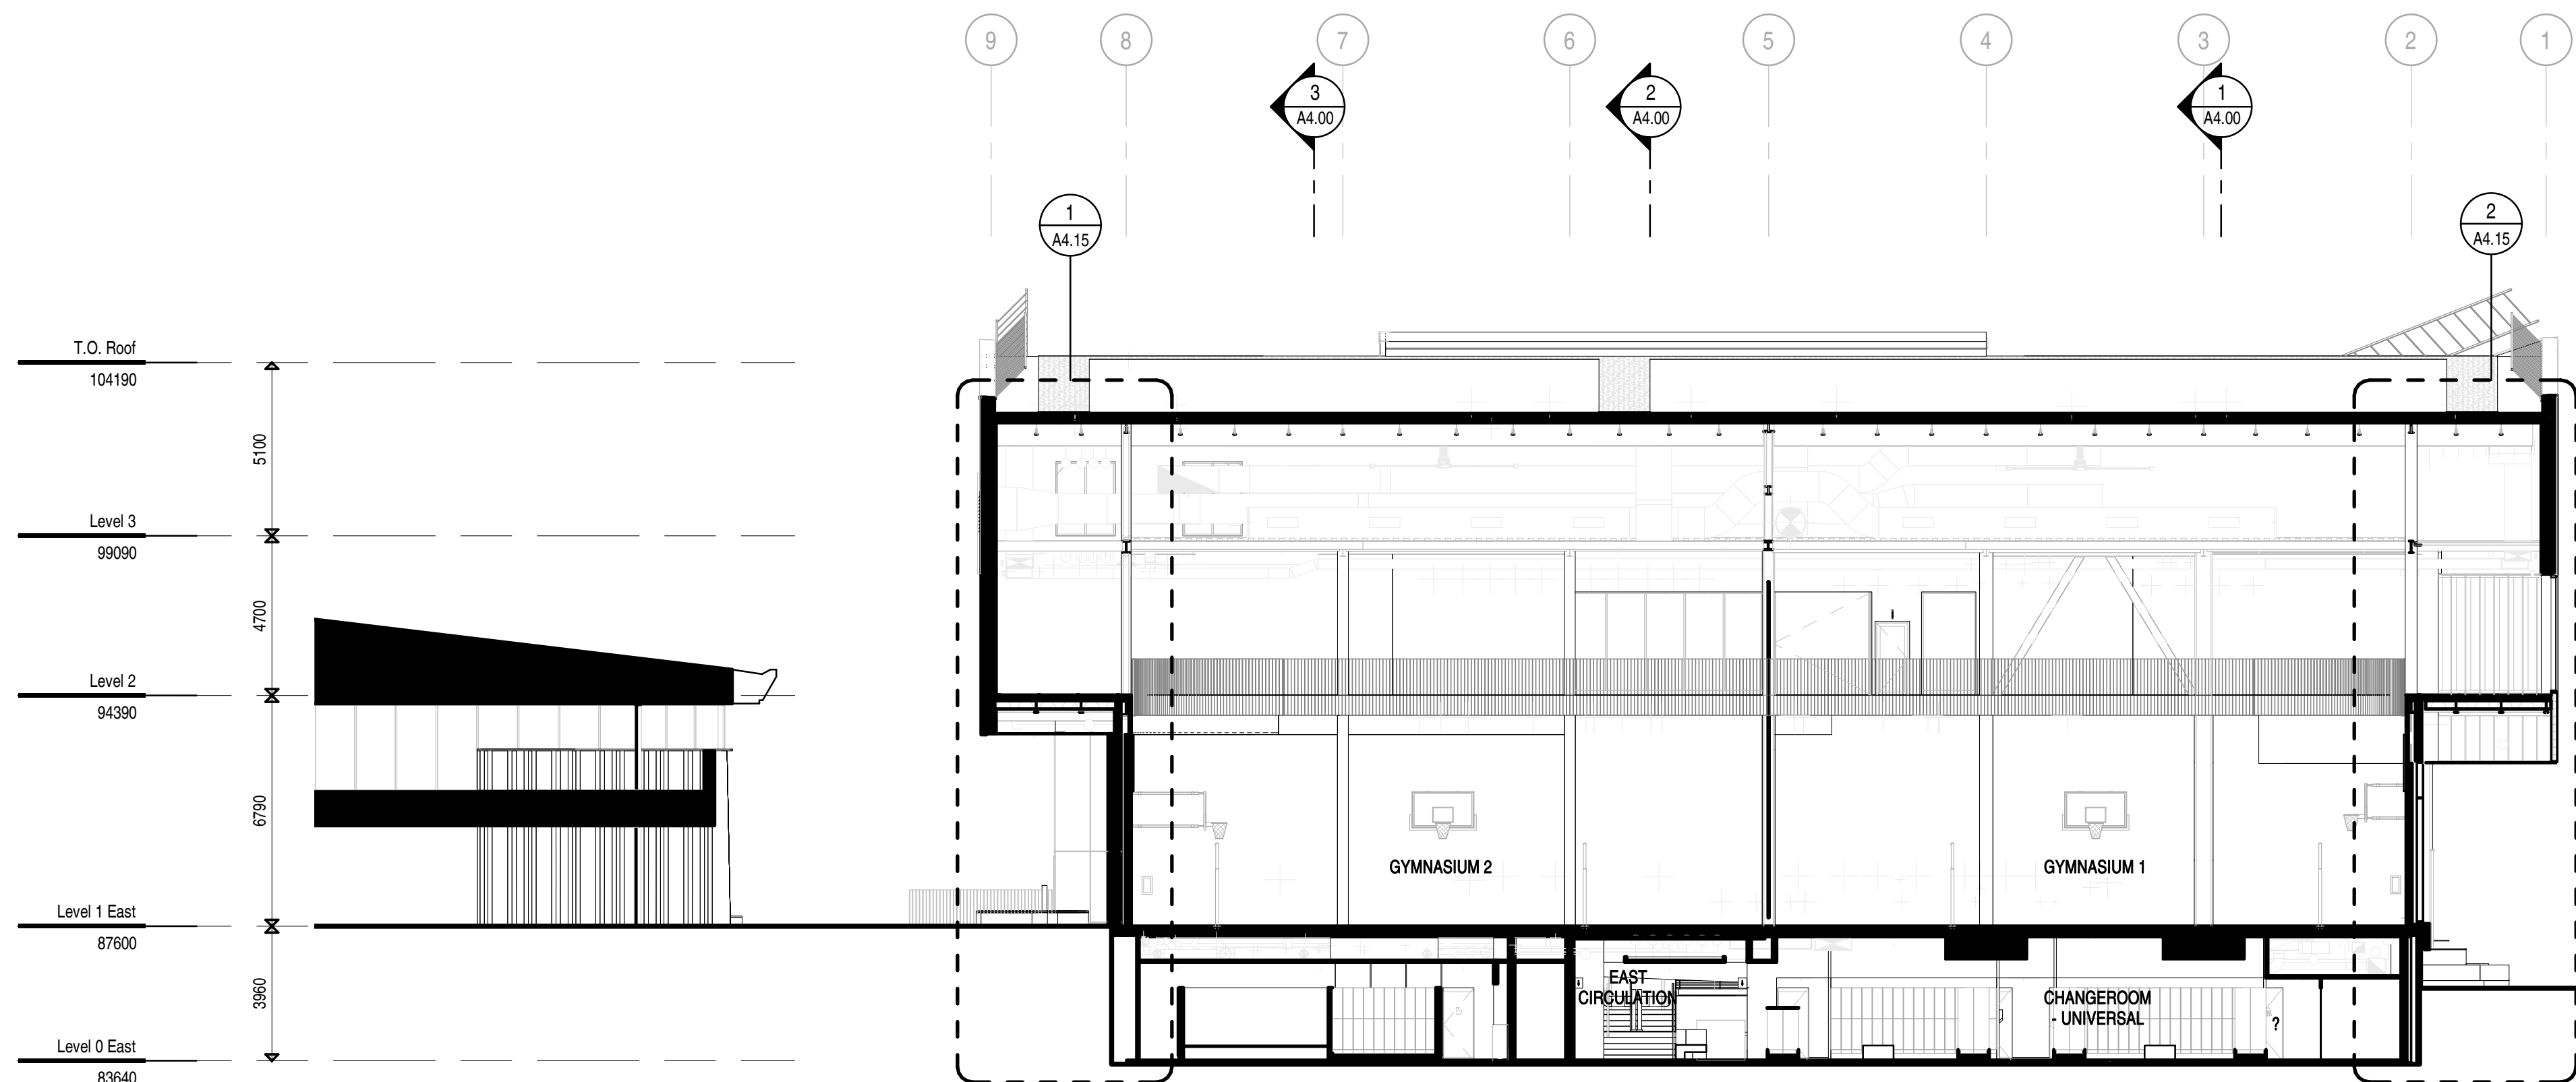 9 8 7 6 5 4 3 2 1
3
A4.00
2
A4.00
1
A4.00
1
A4.15
2
A4.15
T.O. Roof
104190
5100
Level 3
99090
4700
Level 2
94390
6790
GYMNASIUM 2
GYMNASIUM 1
Level 1 East
87600
3960
EAST
CIRCULATION
CHANGEROOM
- UNIVERSAL
?
Level 0 East
83640